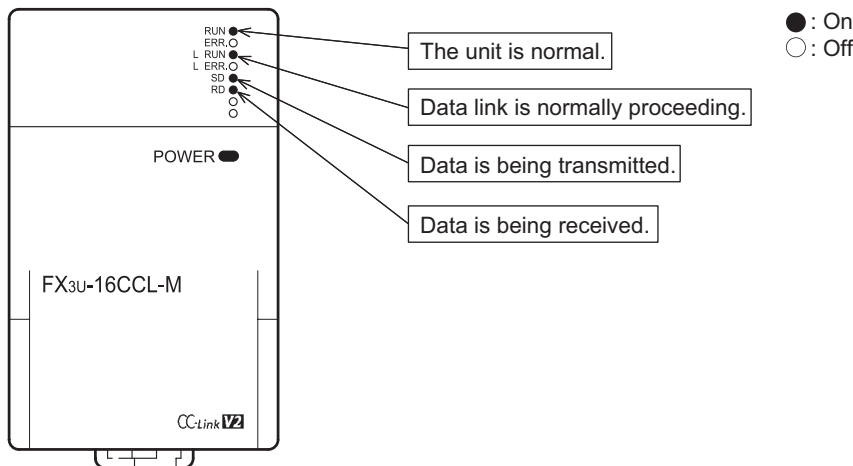 RUN
ERR.
L RUN
L ERR.
SD
RD
POWER
FX3U-16CCL-M
CC-Link V2
The unit is normal.
Data link is normally proceeding.
Data is being transmitted.
Data is being received.
: On
: Off